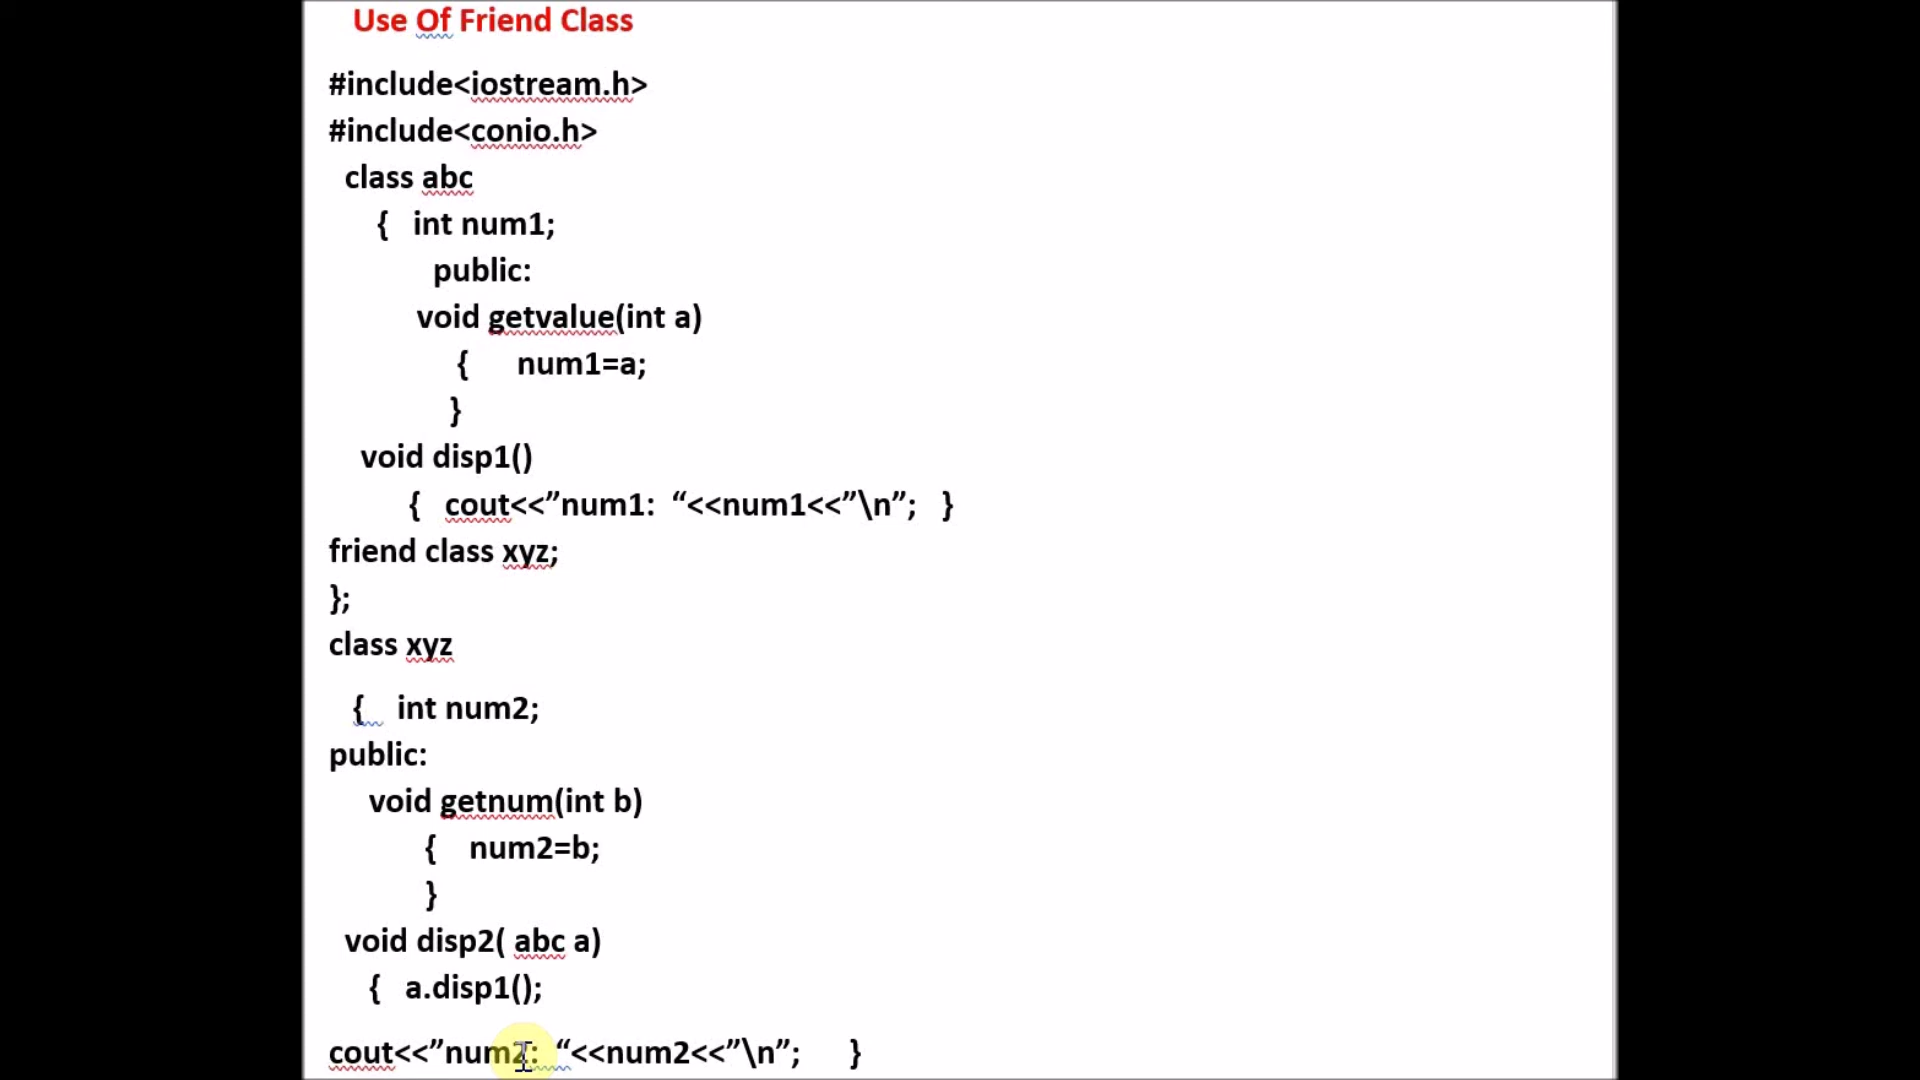 Use Of Friend Class
#include<iostream.h>
#include<conio.h>
class abc
{ int num1;
public:
void getvalue(int a)
{ num1=a;
}
void disp1()
{ cout<<”num1: “<<num1<<”\n”; }
friend class xyz;
};
class xyz
{ int num2;
public:
void getnum(int b)
{ num2=b;
}
void disp2( abc a)
{ a.disp1();
cout<<”num2: “<<num2<<”\n”; }